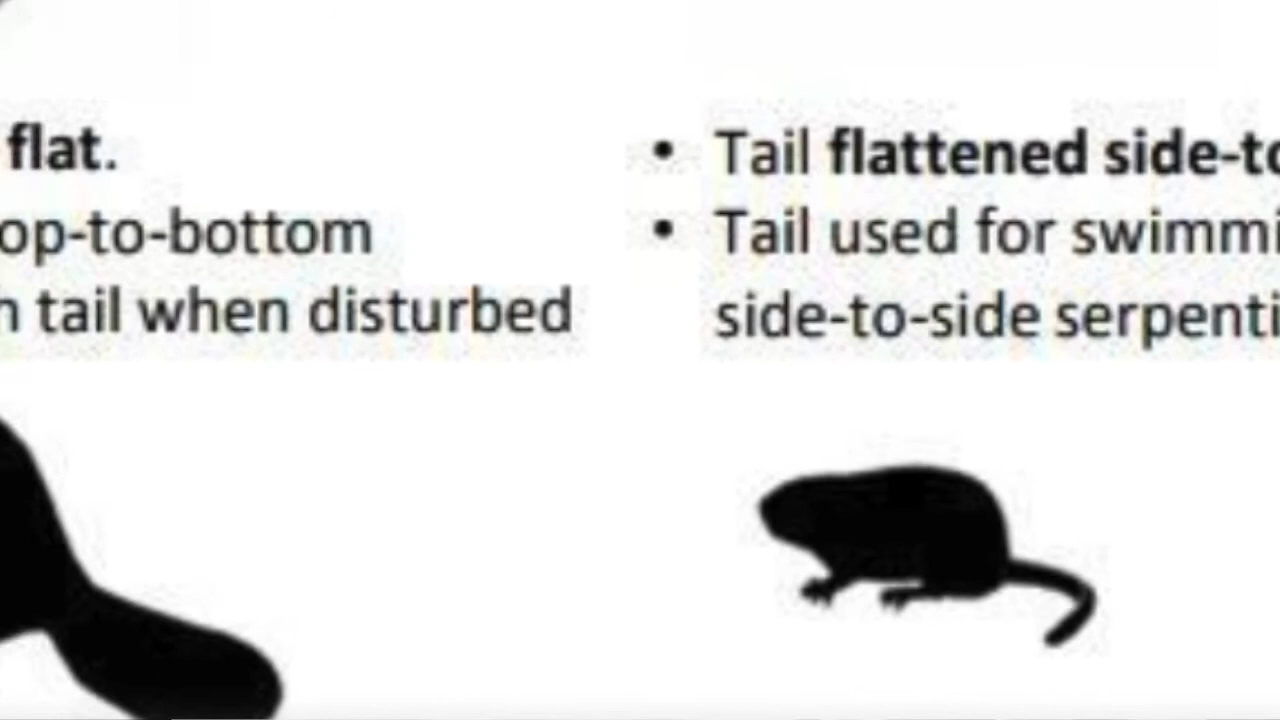 flat.
op-to-bottom
tail when disturbed
• Tail flattened side-to
• Tail used for swimmi
side-to-side serpenti